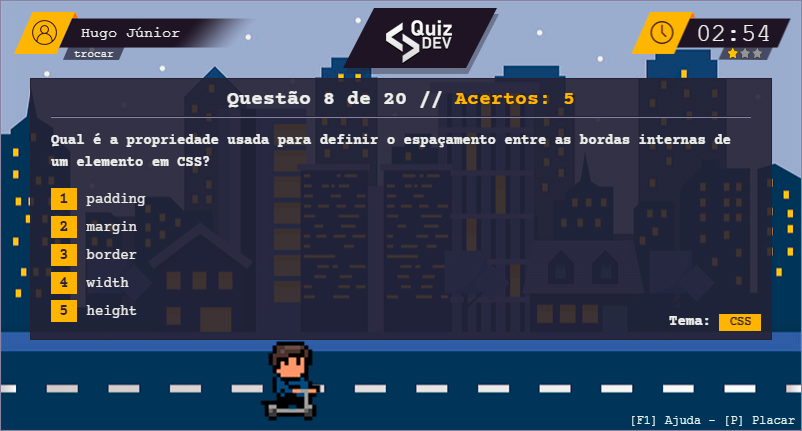 Hugo Júnior
trocar
Quiz
DEV
02:54
Questão 8 de 20 // Acertos: 5
Qual é a propriedade usada para definir o espaçamento entre as bordas internas de
um elemento em CSS?
1 padding
2 margin
3 border
4 width
5 height
Tema: CSS
[F1] Ajuda - [P] Placar